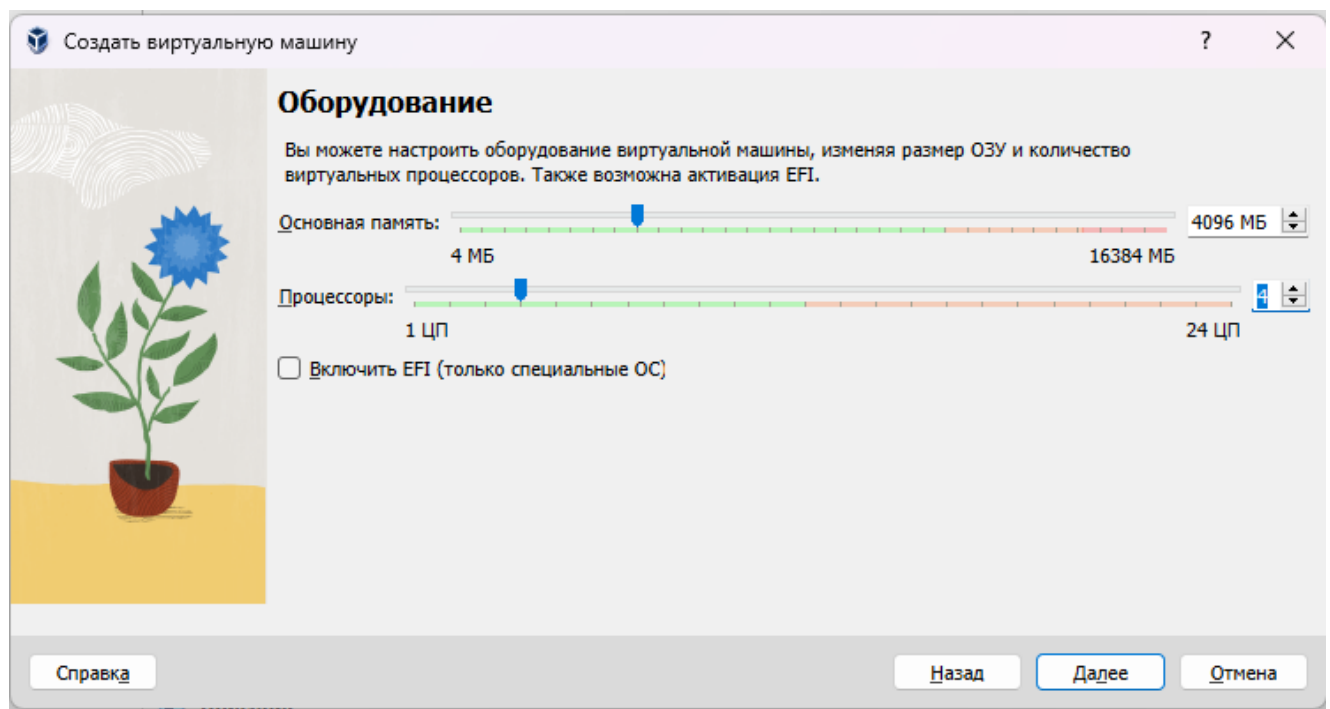 Создать виртуальную машину
?
Оборудование
Вы можете настроить оборудование виртуальной машины, изменяя размер ОЗУ и количество
виртуальных процессоров. Также возможна активация EFI.
Основная память:
4096 МБ
4 МБ
16384 МБ
Процессоры:
4
1 ЦП
24 ЦП
Включить EFI (только специальные ОС)
Справка
Назад
Далее
Отмена